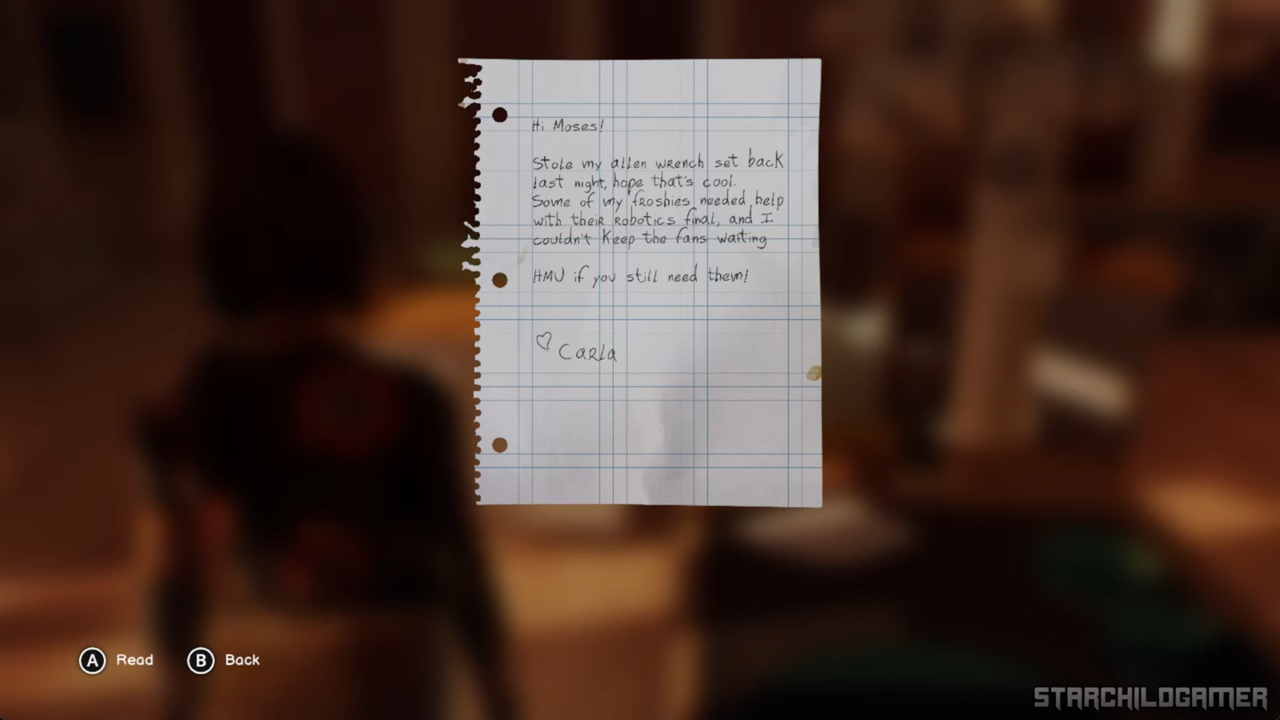 Hi Moses!
Stole my allen wrench set back
last night, hope that's cool.
Some of my froshies needed help
with their robotics final, and I
couldn't keep the fans waiting
HMU if you still need them!
♡ Carla
A Read B Back
STARCHILDGAMER